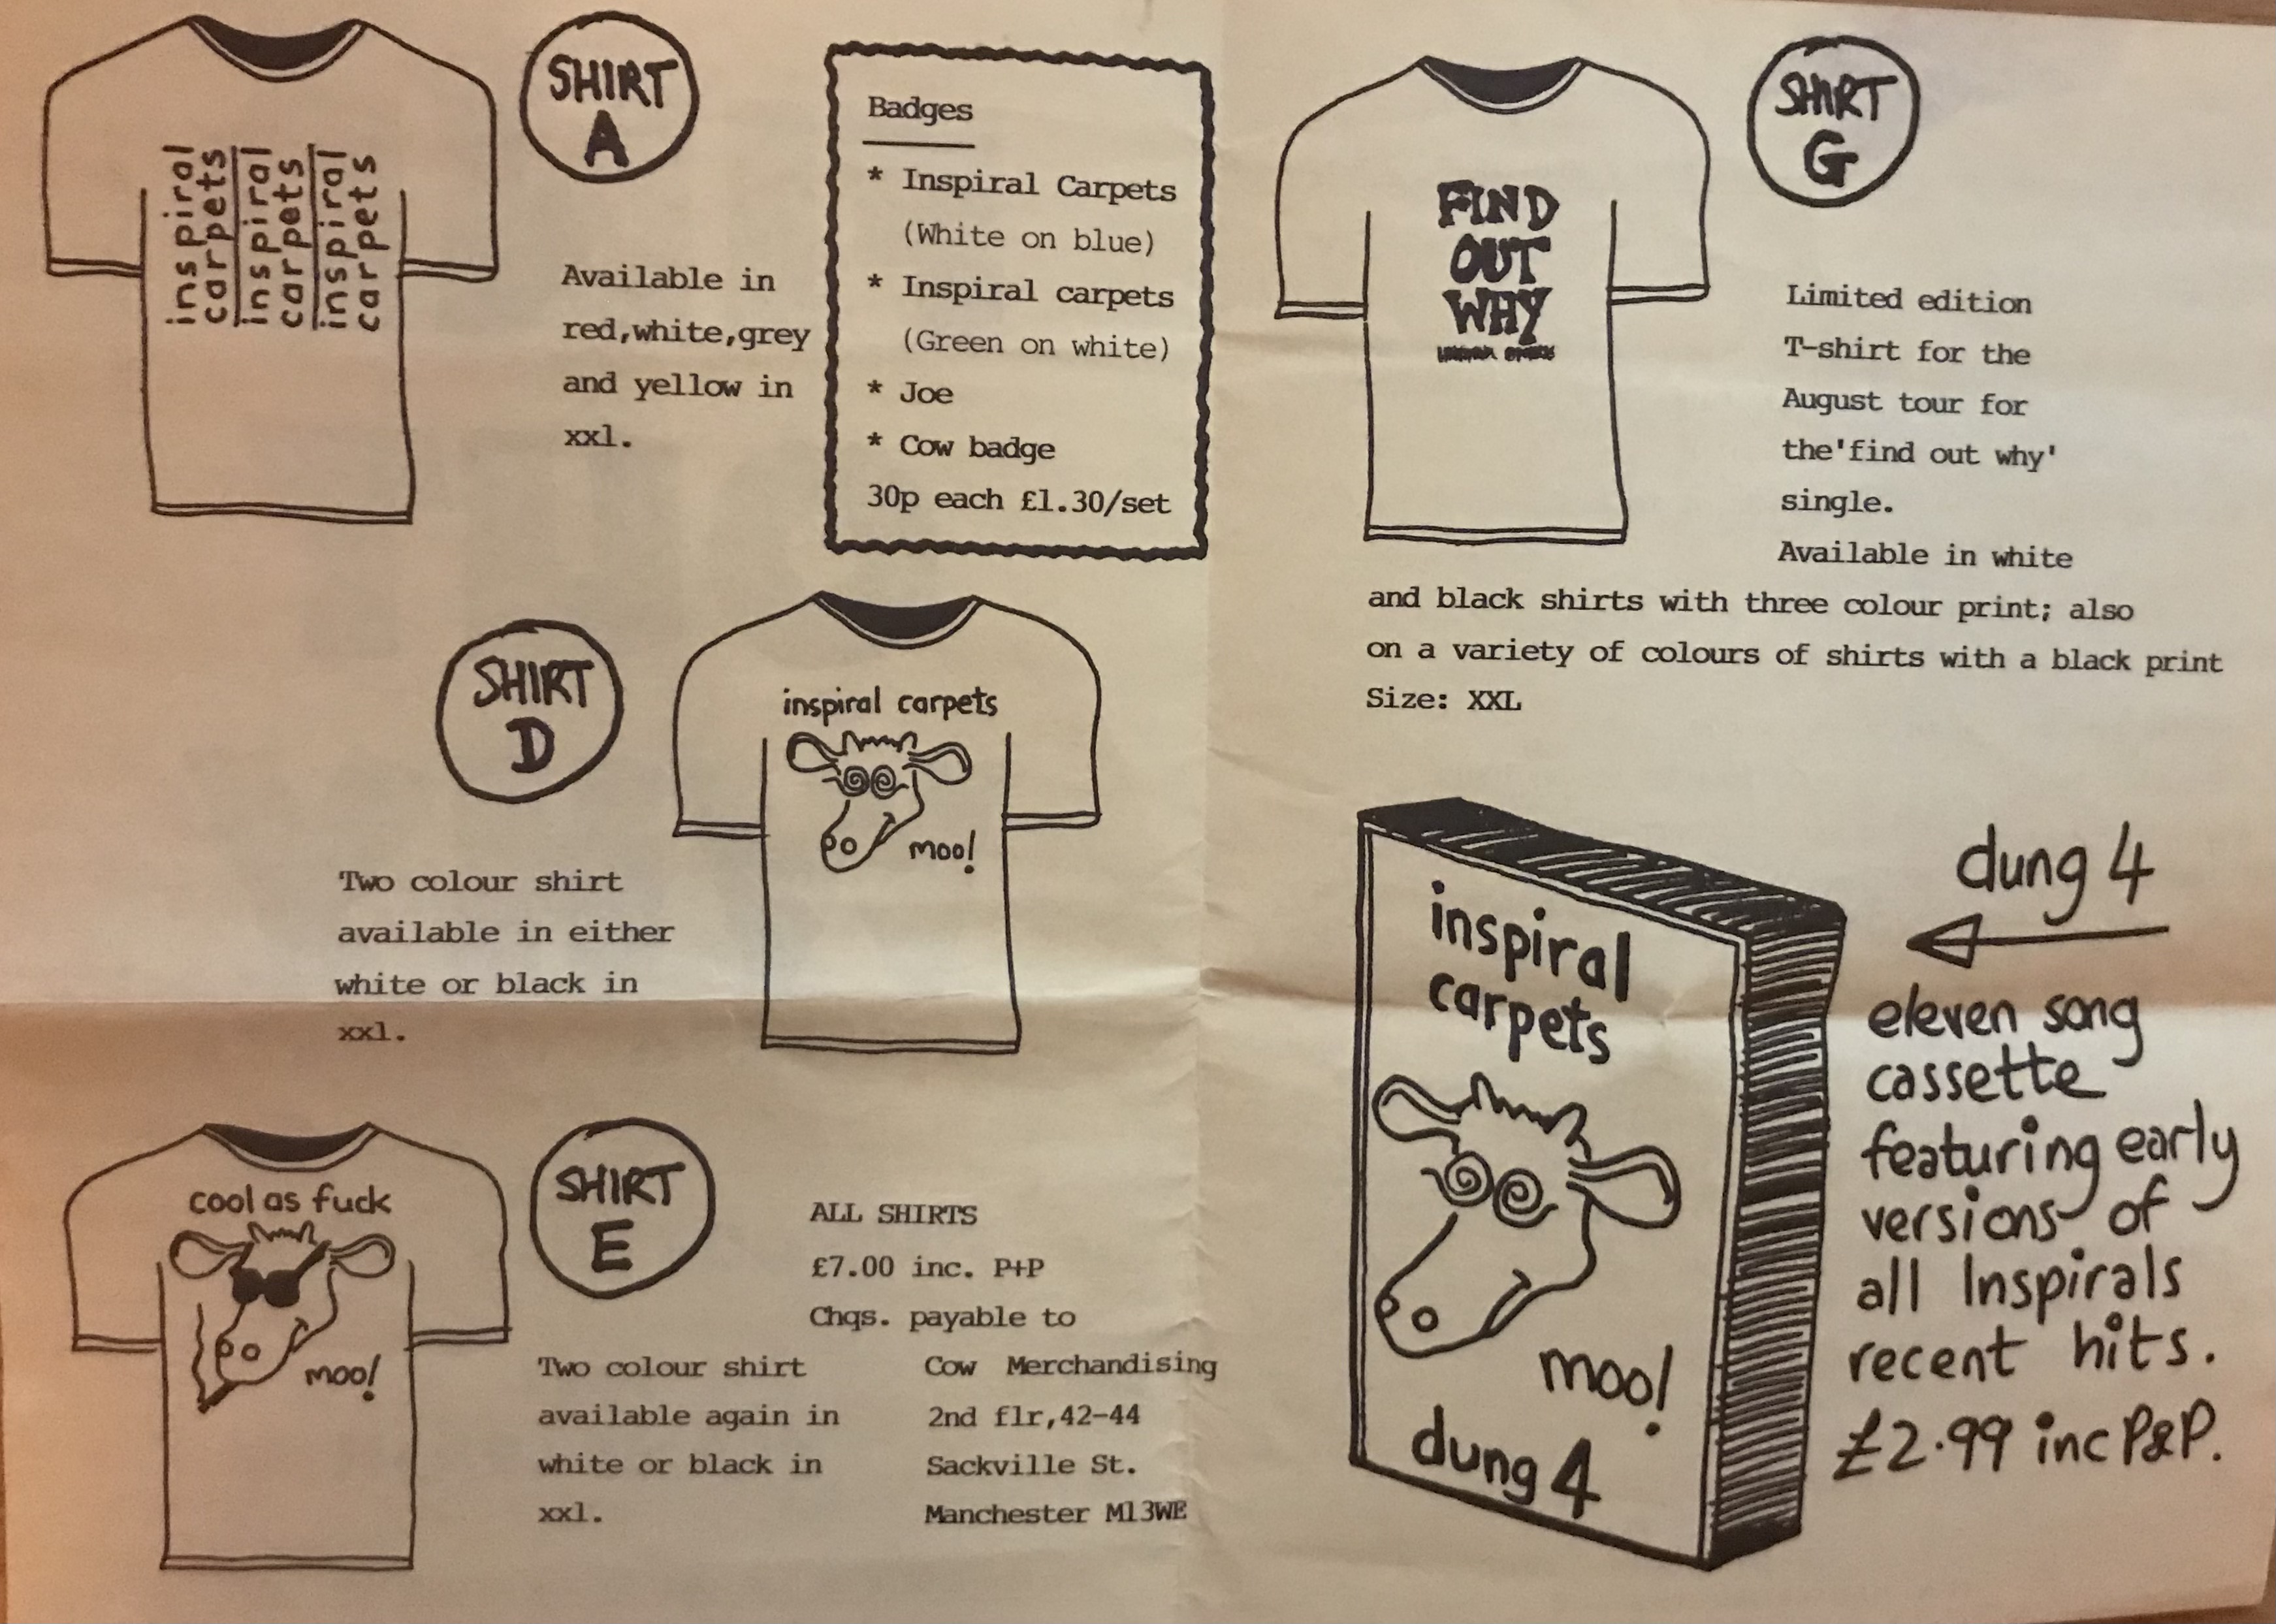 inspiral
carpets
inspiral
carpets
inspiral
carpets
SHIRT
A
Available in
red,white,grey
and yellow in
xxl.
Badges
* Inspiral Carpets
(White on blue)
* Inspiral carpets
(Green on white)
* Joe
* Cow badge
30p each £1.30/set
SHIRT
D
inspiral carpets
moo!
Two colour shirt
available in either
white or black in
xxl.
cool as fuck
moo!
SHIRT
E
Two colour shirt
available again in
white or black in
xxl.
ALL SHIRTS
£7.00 inc. P+P
Chqs. payable to
Cow Merchandising
2nd flr,42-44
Sackville St.
Manchester M13WE
FIND
OUT
WHY
SHIRT
G
Limited edition
T-shirt for the
August tour for
the'find out why'
single.
Available in white
and black shirts with three colour print; also
on a variety of colours of shirts with a black print
Size: XXL
inspiral
carpets
moo!
dung 4
dung 4
eleven song
cassette
featuring early
versions of
all Inspirals
recent hits.
£2.99 inc P&P.